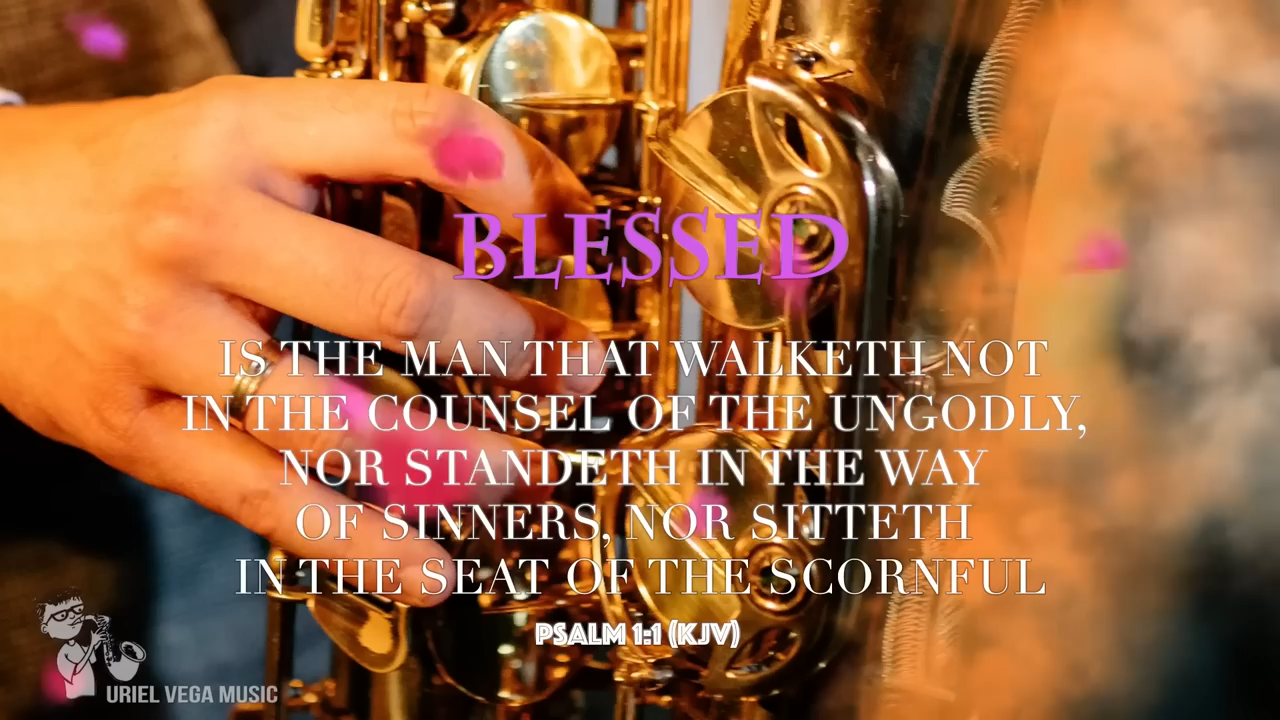 BLESSED
IS THE MAN THAT WALKETH NOT
IN THE COUNSEL OF THE UNGODLY,
NOR STANDETH IN THE WAY
OF SINNERS, NOR SITTETH
IN THE SEAT OF THE SCORNFUL
PSALM 1:1 (KJV)
URIEL VEGA MUSIC